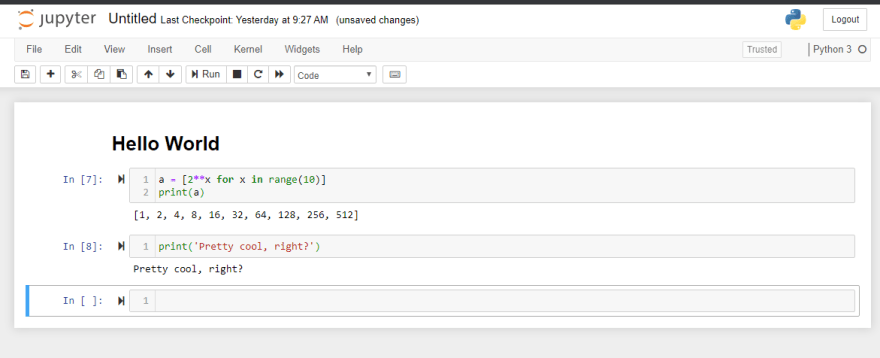 jupyter Untitled Last Checkpoint: Yesterday at 9:27 AM (unsaved changes) Logout
File Edit View Insert Cell Kernel Widgets Help Trusted Python 3
Run Code
Hello World
In [7]: 1 a = [2**x for x in range(10)]
2 print(a)
[1, 2, 4, 8, 16, 32, 64, 128, 256, 512]
In [8]: 1 print('Pretty cool, right?')
Pretty cool, right?
In [ ]: 1